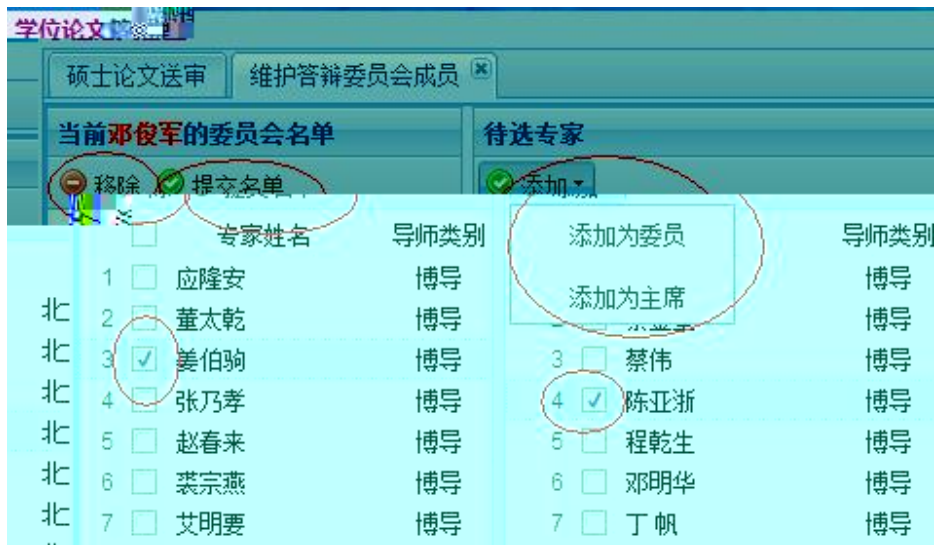 学位论文
硕士论文送审 维护答辩委员会成员
当前邓俊军的委员会名单 待选专家
移除 提交名单 添加
专家姓名 导师类别 添加为委员 导师类别
1 应隆安 博导 博导
添加为主席
北 2 董太乾 博导 博导
北 3 姜伯驹 博导 3 蔡伟 博导
北 4 张乃孝 博导 4 陈亚浙 博导
北 5 赵春来 博导 5 程乾生 博导
北 6 裘宗燕 博导 6 邓明华 博导
北 7 艾明要 博导 7 丁帆 博导